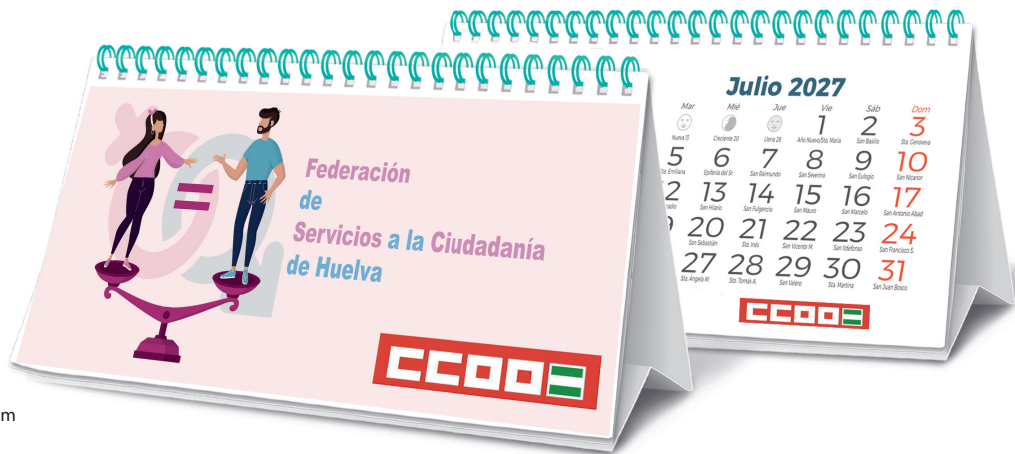 Federación
de
Servicios a la Ciudadanía
de Huelva
CCOO
m
Julio 2027
Mar Mié Jue Vie Sáb Dom
1 2 3
Nueva 13 Creciente 20 Llena 28 Año Nuevo/Sta. María San Basilio Sta. Genoveva
5 6 7 8 9 10
Emiliana Epifanía del Sr. San Raimundo San Severino San Eulogio San Nicanor
2 13 14 15 16 17
San Hilario San Fulgencio San Mauro San Marcelo San Antonio Abad
20 21 22 23 24
San Sebastián Sta. Inés San Vicente M. San Ildefonso San Francisco S.
27 28 29 30 31
Sta. Ángela M. Sto. Tomás A. San Valero Sta. Martina San Juan Bosco
CCOO